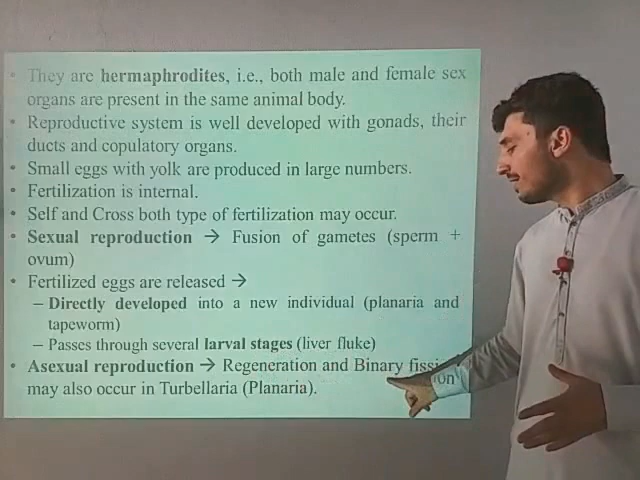 • They are hermaphrodites, i.e., both male and female sex
organs are present in the same animal body.
• Reproductive system is well developed with gonads, their
ducts and copulatory organs.
• Small eggs with yolk are produced in large numbers.
• Fertilization is internal.
• Self and Cross both type of fertilization may occur.
• Sexual reproduction → Fusion of gametes (sperm +
ovum)
• Fertilized eggs are released →
– Directly developed into a new individual (planaria and
tapeworm)
– Passes through several larval stages (liver fluke)
• Asexual reproduction → Regeneration and Binary fission
may also occur in Turbellaria (Planaria).